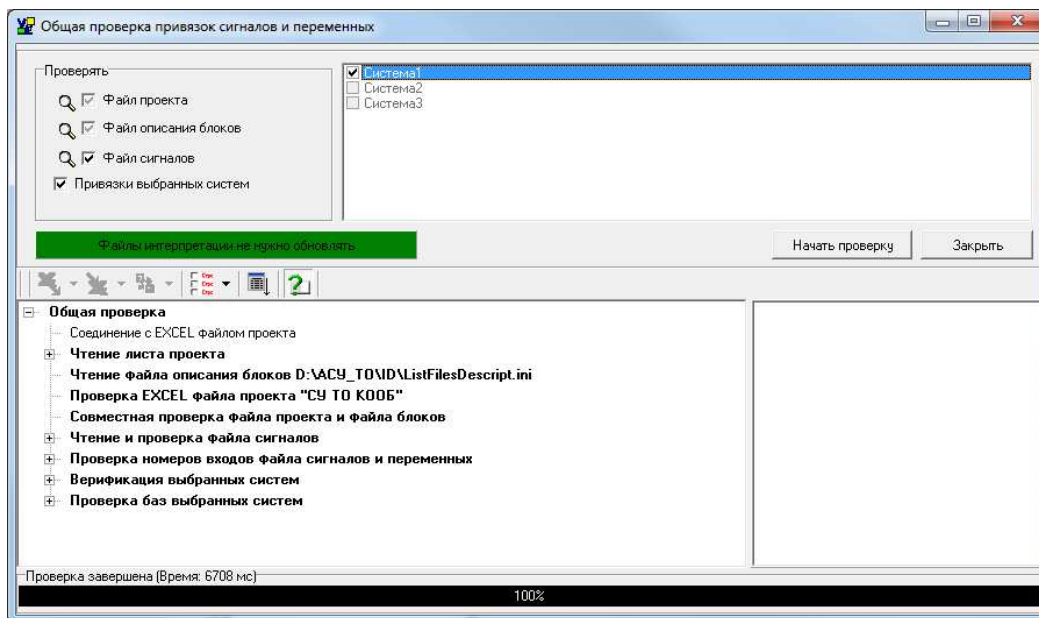 Общая проверка привязок сигналов и переменных
Проверять
Файл проекта
Файл описания блоков
Файл сигналов
Привязки выбранных систем
Система1
Система2
Система3
Файлы интерпретации не нужно обновлять
Начать проверку
Закрыть
Общая проверка
Соединение с EXCEL файлом проекта
Чтение листа проекта
Чтение файла описания блоков D:\АСУ_ТО\ID\ListFilesDescript.ini
Проверка EXCEL файла проекта "СУ ТО КООБ"
Совместная проверка файла проекта и файла блоков
Чтение и проверка файла сигналов
Проверка номеров входов файла сигналов и переменных
Верификация выбранных систем
Проверка баз выбранных систем
Проверка завершена (Время: 6708 мс)
100%